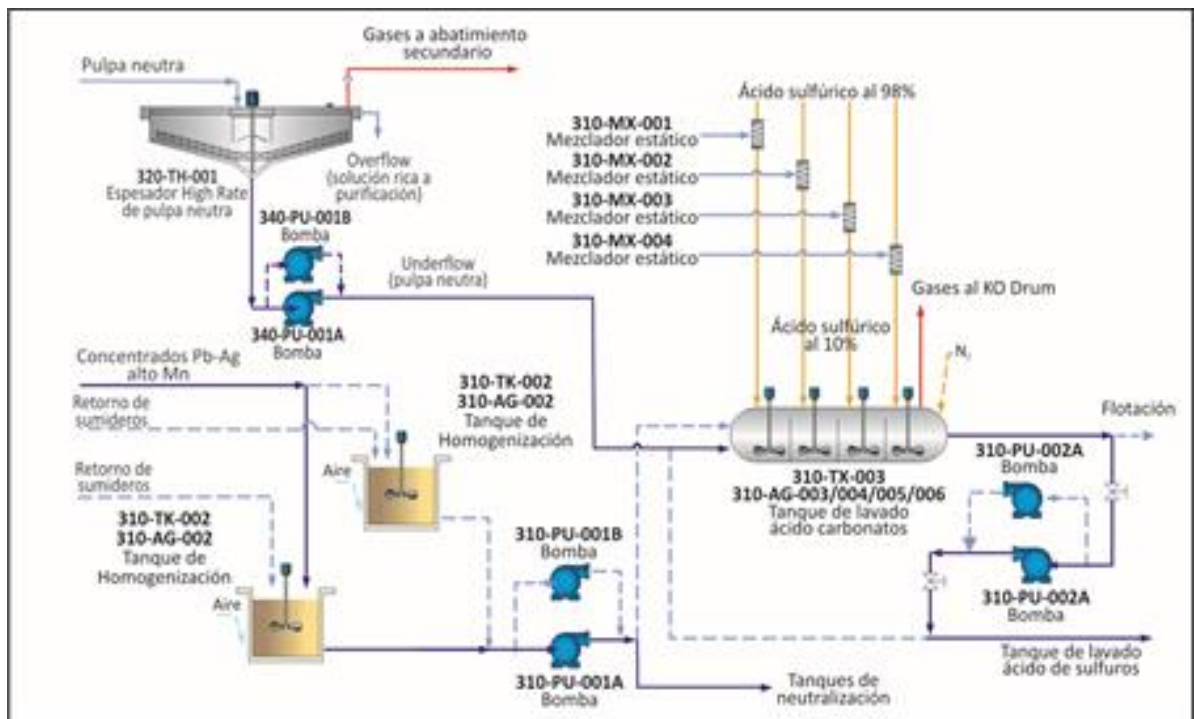 Gases a abatimiento
secundario
Pulpa neutra
Ácido sulfúrico al 98%
310-MX-001
Mezclador estático
310-MX-002
Mezclador estático
310-MX-003
Mezclador estático
310-MX-004
Mezclador estático
Overflow
(solución rica a
purificación)
320-TH-001
Espesador High Rate
de pulpa neutra
340-PU-001B
Bomba
Underflow
(pulpa neutra)
340-PU-001A
Bomba
Gases al KO Drum
Ácido sulfúrico
al 10%
N₂
Concentrados Pb-Ag
alto Mn
Retorno de
sumideros
310-TK-002
310-AG-002
Tanque de
Homogenización
Aire
Flotación
310-TX-003
310-AG-003/004/005/006
Tanque de lavado
ácido carbonatos
310-PU-002A
Bomba
Retorno de
sumideros
310-TK-002
310-AG-002
Tanque de
Homogenización
Aire
310-PU-001B
Bomba
310-PU-002A
Bomba
310-PU-001A
Bomba
Tanques de
neutralización
Tanque de lavado
ácido de sulfuros